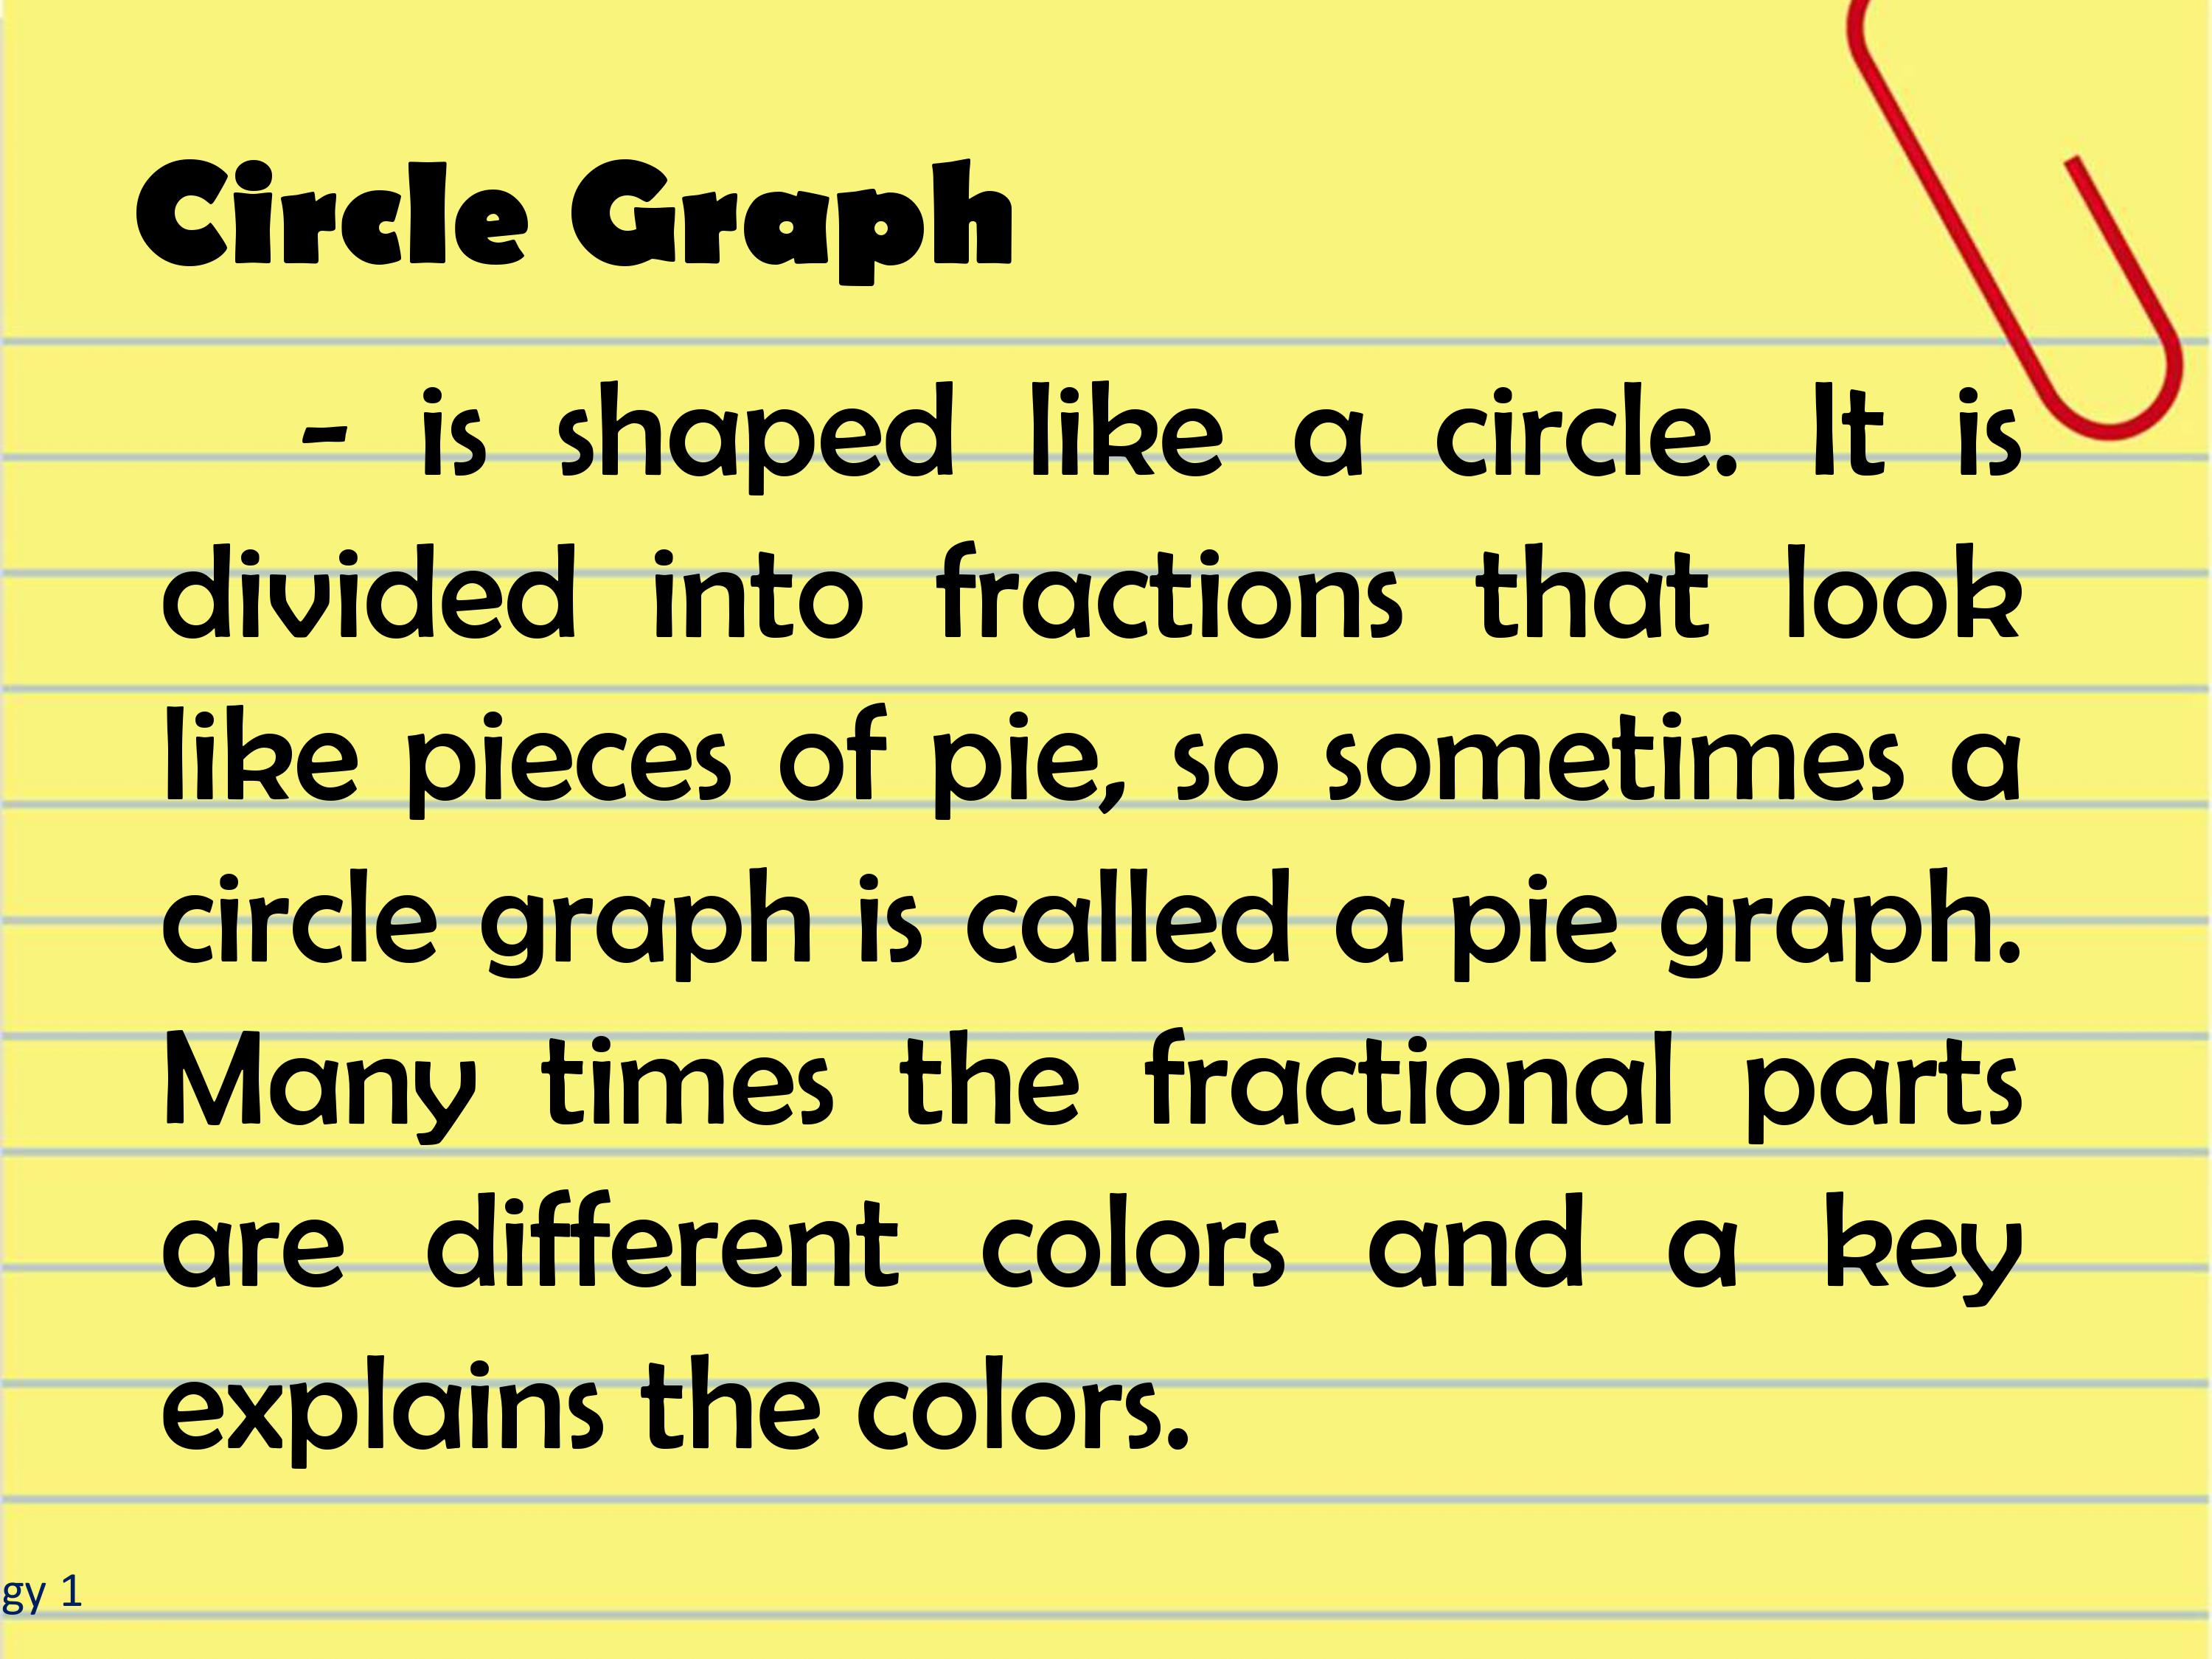 Circle Graph
- is shaped like a circle. It is
divided into fractions that look
like pieces of pie, so sometimes a
circle graph is called a pie graph.
Many times the fractional parts
are different colors and a key
explains the colors.
gy 1